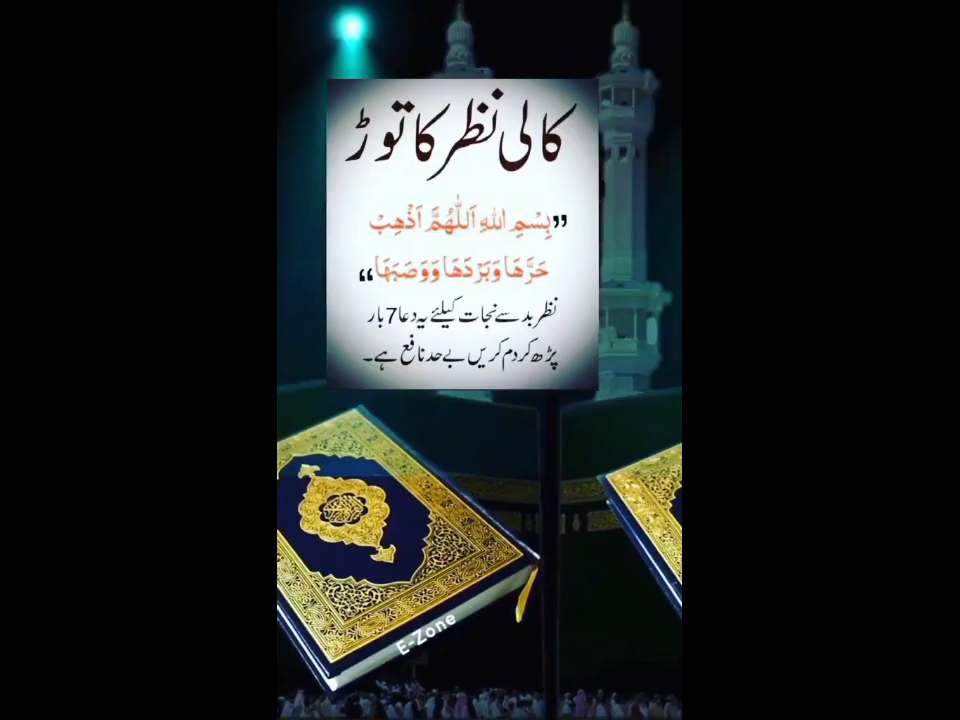 کالی نظر کا توڑ
”بِسْمِ اللهِ اَللّٰهُمَّ اَذْهِبْ
حَرَّهَا وَبَرْدَهَا وَوَصَبَهَا“
نظر بد سے نجات کیلئے یہ دعا 7 بار
پڑھ کر دم کریں بے حد نافع ہے۔
E-Zone